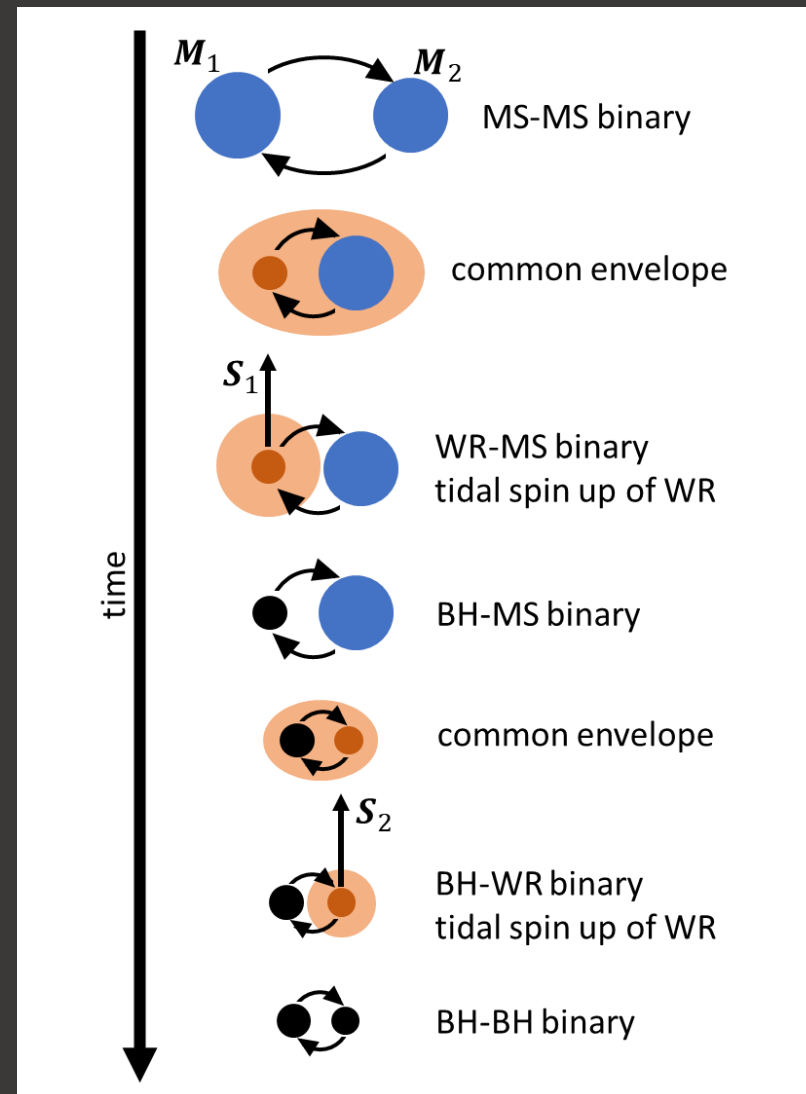 M₁
M₂
MS-MS binary
common envelope
S₁
WR-MS binary
tidal spin up of WR
time
BH-MS binary
common envelope
S₂
BH-WR binary
tidal spin up of WR
BH-BH binary